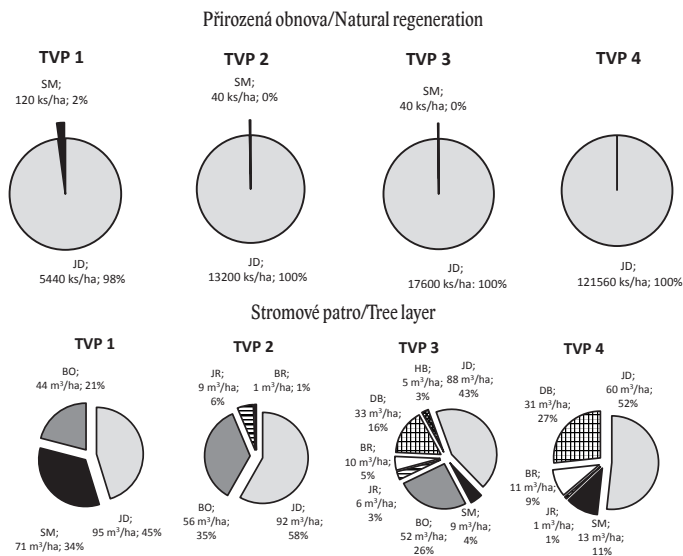 Přirozená obnova/Natural regeneration
TVP 1
SM;
120 ks/ha; 2%
JD;
5440 ks/ha; 98%
TVP 2
SM;
40 ks/ha; 0%
JD;
13200 ks/ha; 100%
TVP 3
SM;
40 ks/ha; 0%
JD;
17600 ks/ha: 100%
TVP 4
JD;
121560 ks/ha; 100%
Stromové patro/Tree layer
TVP 1
BO;
44 m³/ha; 21%
SM;
71 m³/ha; 34%
JD;
95 m³/ha; 45%
TVP 2
JR;
9 m³/ha;
6%
BR;
1 m³/ha; 1%
BO;
56 m³/ha;
35%
JD;
92 m³/ha;
58%
TVP 3
HB;
5 m³/ha;
3%
JD;
88 m³/ha;
43%
DB;
33 m³/ha;
16%
BR;
10 m³/ha;
5%
JR;
6 m³/ha;
3%
BO;
52 m³/ha;
26%
SM;
9 m³/ha;
4%
TVP 4
JD;
60 m³/ha;
52%
DB;
31 m³/ha;
27%
BR;
11 m³/ha;
9%
JR;
1 m³/ha;
1%
SM;
13 m³/ha;
11%